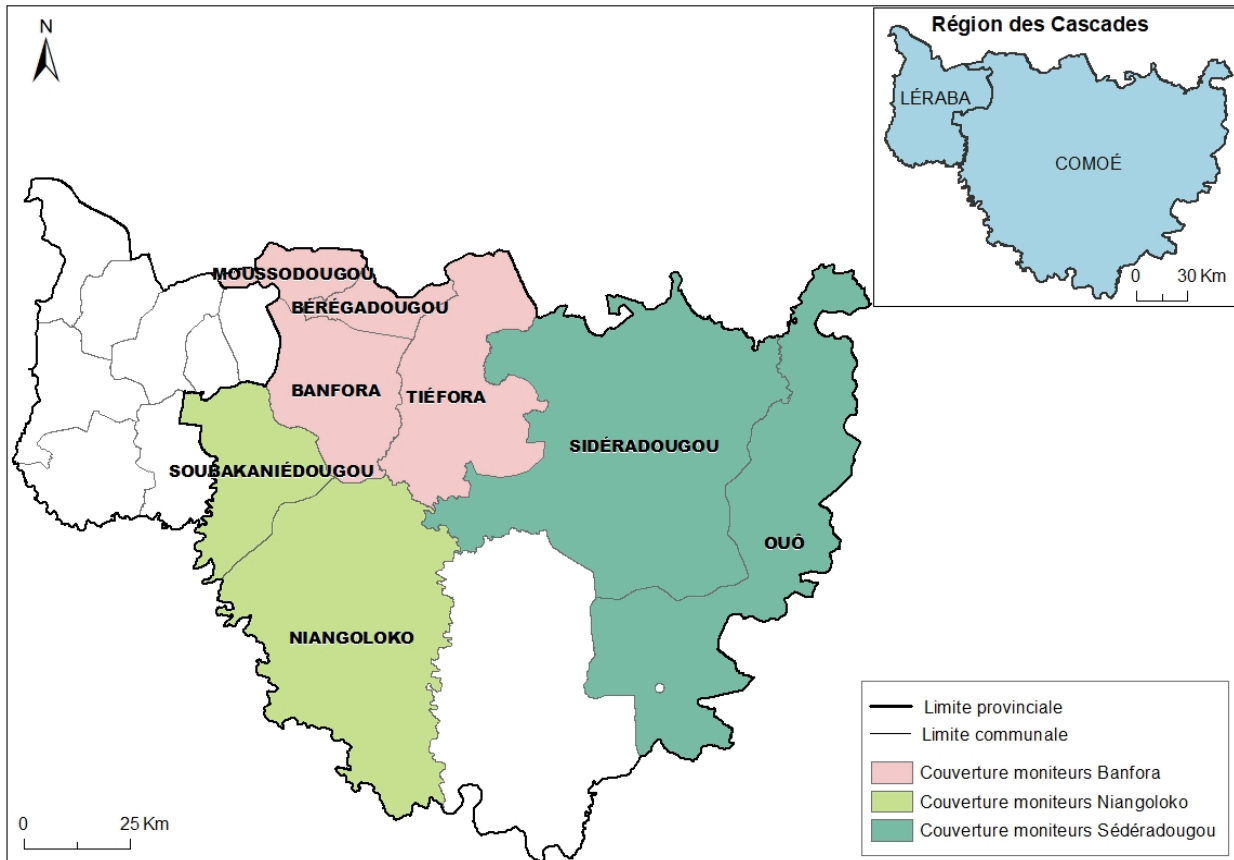 N
Région des Cascades
LÉRABA
COMOÉ
0 30 Km
MOUSSODOUGOU
BÉRÉGADOUGOU
BANFORA
TIÉFORA
SIDÉRADOUGOU
SOUBAKANIÉDOUGOU
OUÔ
NIANGOLOKO
Limite provinciale
Limite communale
Couverture moniteurs Banfora
Couverture moniteurs Niangoloko
Couverture moniteurs Sédéradougou
0 25 Km